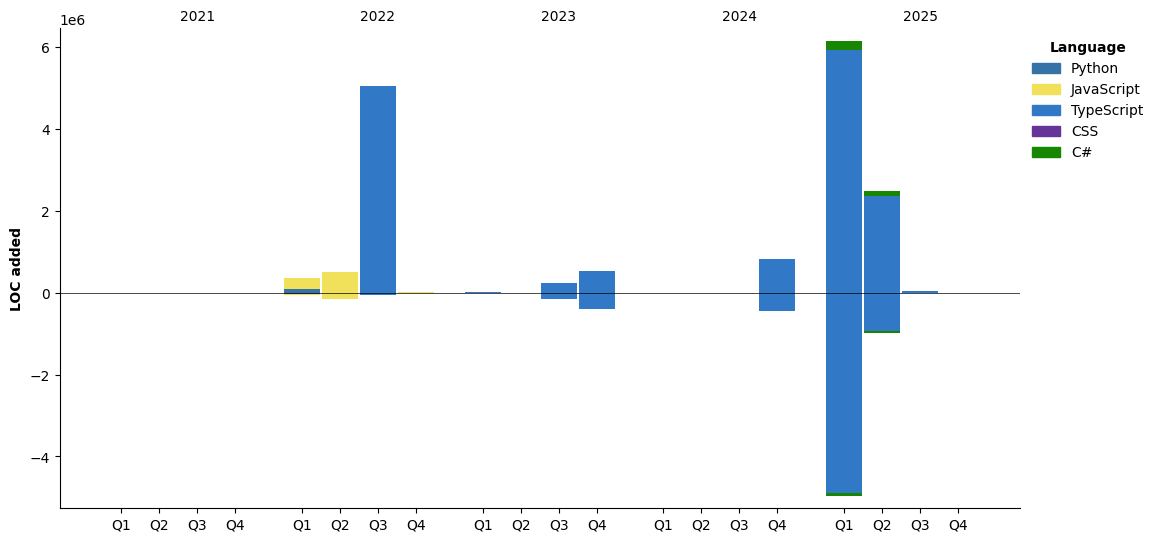 2021 2022 2023 2024 2025
1e6
Language
Python
JavaScript
TypeScript
CSS
C#
LOC added
6
4
2
0
−2
−4
Q1 Q2 Q3 Q4 Q1 Q2 Q3 Q4 Q1 Q2 Q3 Q4 Q1 Q2 Q3 Q4 Q1 Q2 Q3 Q4